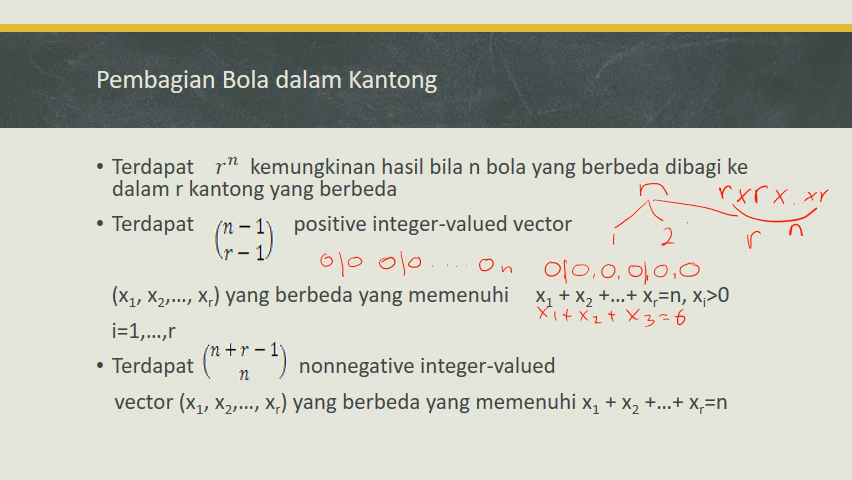 Pembagian Bola dalam Kantong
• Terdapat rⁿ kemungkinan hasil bila n bola yang berbeda dibagi ke
dalam r kantong yang berbeda
n
r x r x ... x r
1 2 r
n
• Terdapat (n − 1 / r − 1) positive integer-valued vector
0|0 0|0 .... 0n 0|0,0,0|0,0
(x₁, x₂,..., xᵣ) yang berbeda yang memenuhi x₁ + x₂ +...+ xᵣ=n, xᵢ>0
x₁ + x₂ + x₃ = 6
i=1,...,r
• Terdapat (n + r − 1 / n) nonnegative integer-valued
vector (x₁, x₂,..., xᵣ) yang berbeda yang memenuhi x₁ + x₂ +...+ xᵣ=n